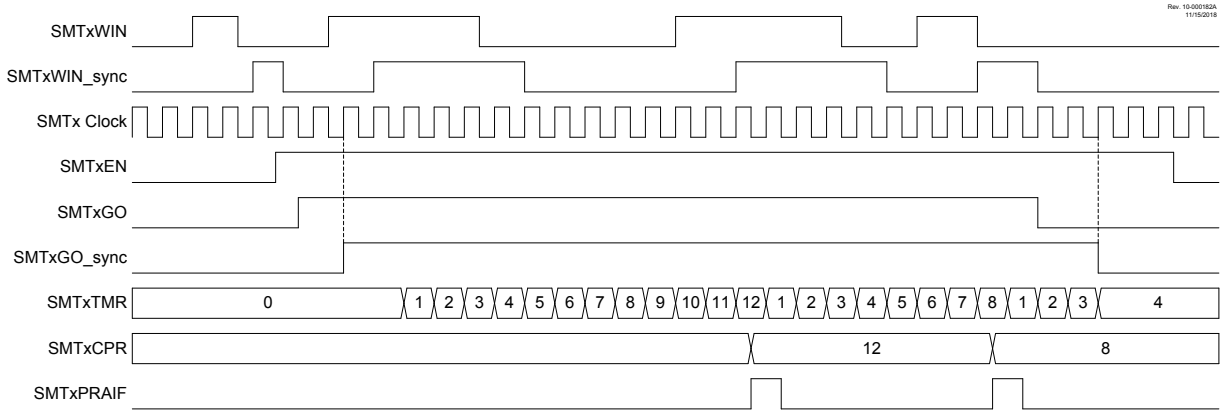 Rev. 10-000182A
11/15/2018
SMTxWIN
SMTxWIN_sync
SMTx Clock
SMTxEN
SMTxGO
SMTxGO_sync
SMTxTMR 0 1 2 3 4 5 6 7 8 9 10 11 12 1 2 3 4 5 6 7 8 1 2 3 4
SMTxCPR 12 8
SMTxPRAIF